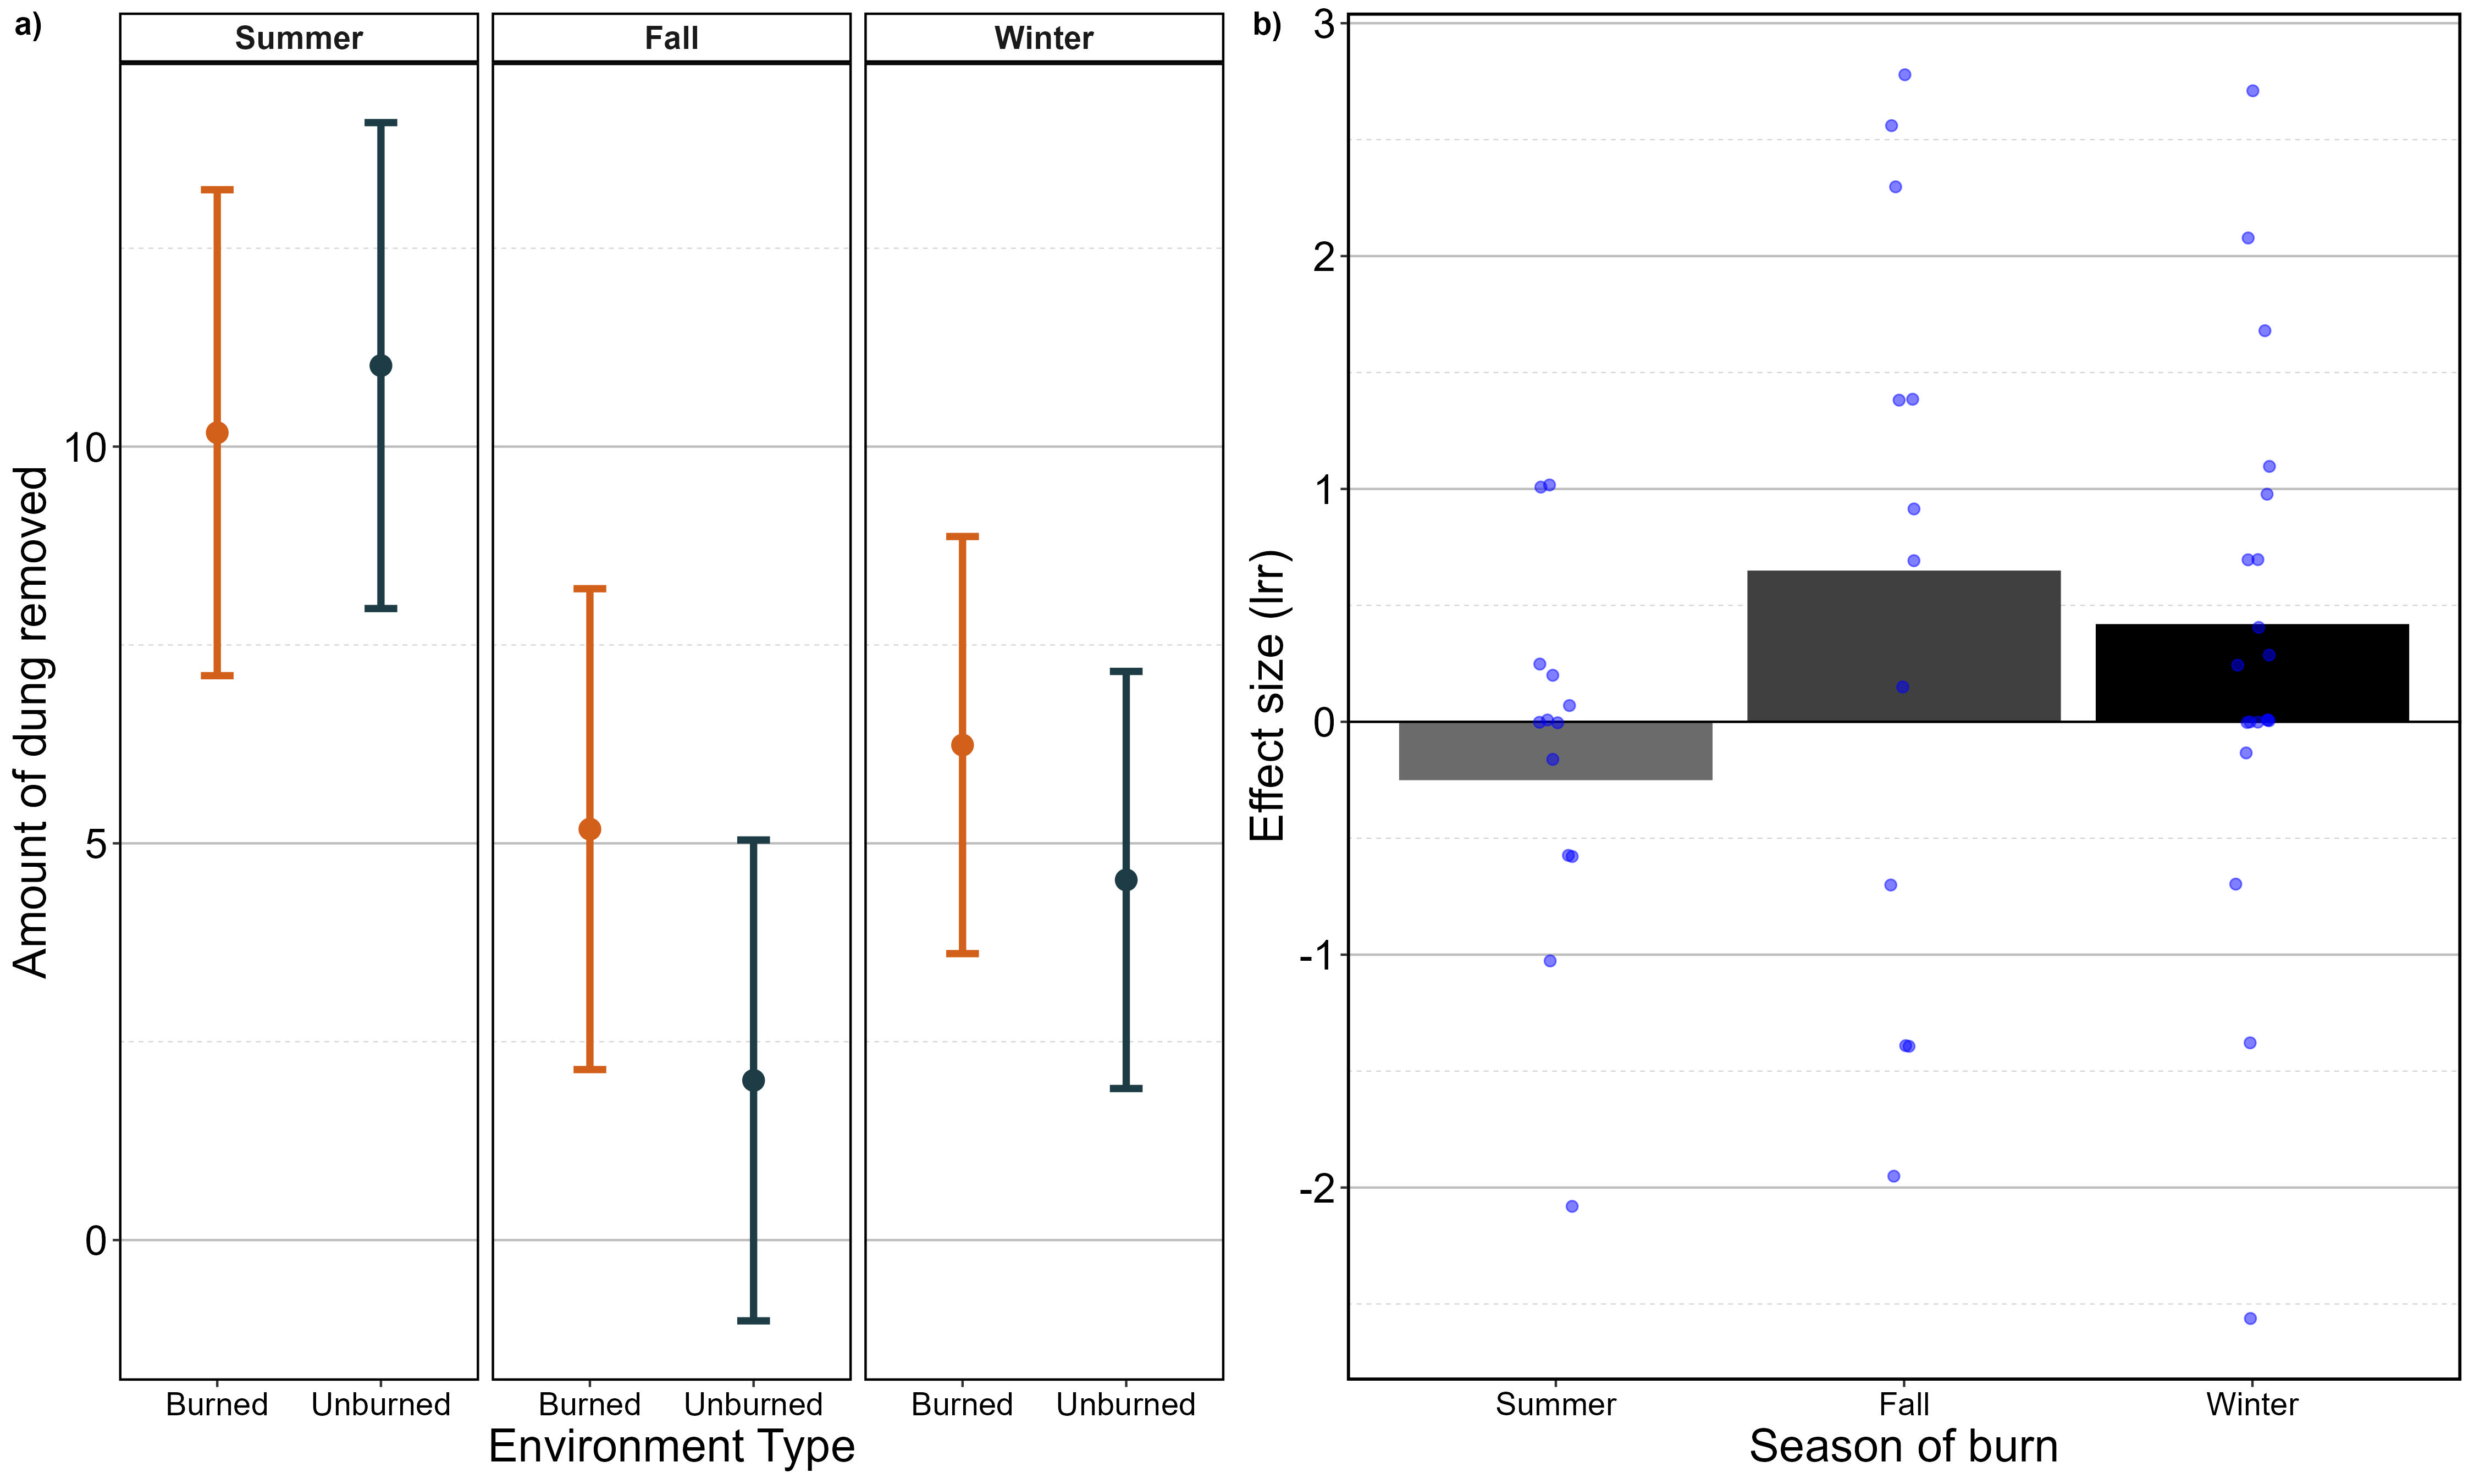 a)
Summer
Fall
Winter
Amount of dung removed
10
5
0
Burned
Unburned
Burned
Unburned
Burned
Unburned
Environment Type
b)
Effect size (lrr)
3
2
1
0
-1
-2
Summer
Fall
Winter
Season of burn